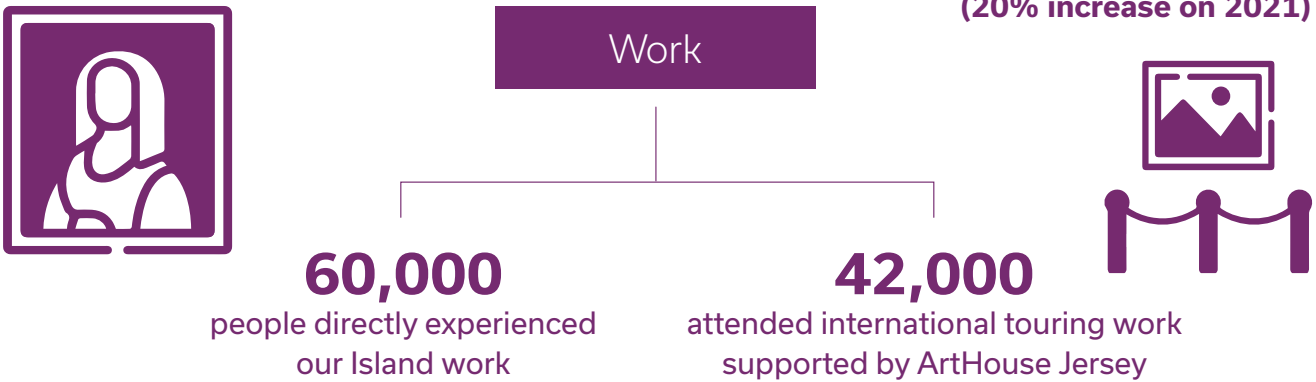 (20% increase on 2021)
Work
60,000
people directly experienced
our Island work
42,000
attended international touring work
supported by ArtHouse Jersey